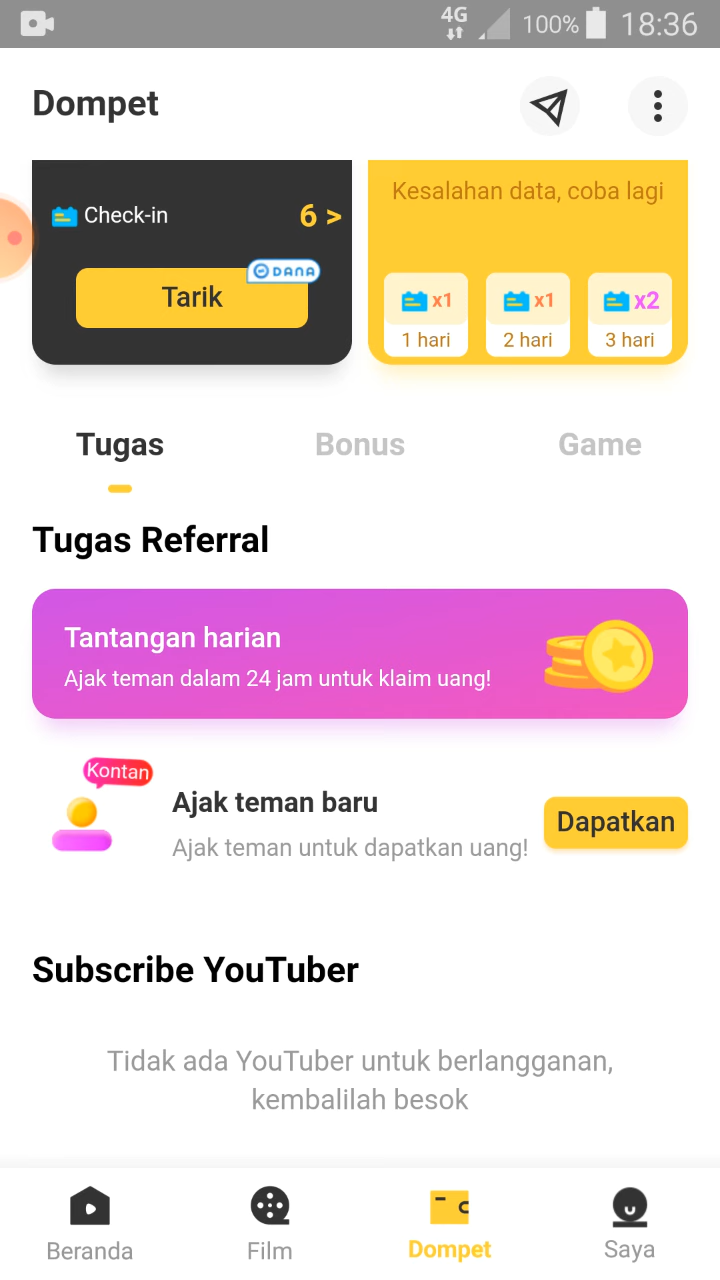 4G 100% 18:36
Dompet
Check-in 6 >
DANA
Tarik
Kesalahan data, coba lagi
x1 x1 x2
1 hari 2 hari 3 hari
Tugas Bonus Game
Tugas Referral
Tantangan harian
Ajak teman dalam 24 jam untuk klaim uang!
Kontan
Ajak teman baru
Ajak teman untuk dapatkan uang!
Dapatkan
Subscribe YouTuber
Tidak ada YouTuber untuk berlangganan,
kembalilah besok
Beranda Film Dompet Saya